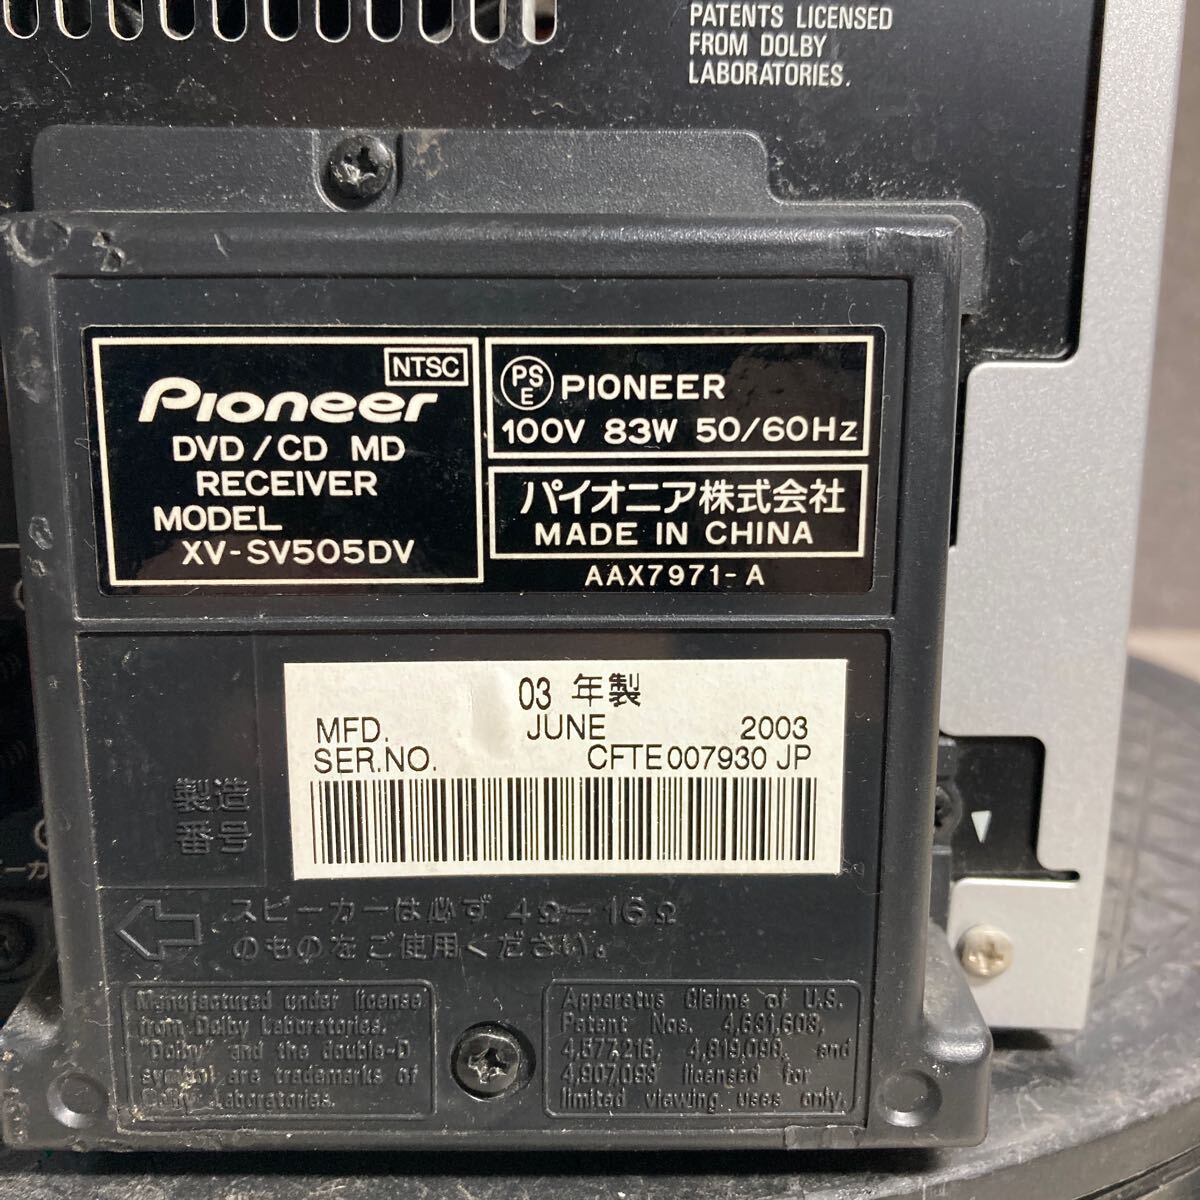 PATENTS LICENSED
FROM DOLBY
LABORATORIES.
NTSC
Pioneer
DVD/CD MD
RECEIVER
MODEL
XV-SV505DV
PSE PIONEER
100V 83W 50/60Hz
パイオニア株式会社
MADE IN CHINA
AAX7971-A
03 年製
MFD. JUNE 2003
SER.NO. CFTE007930JP
製造
番号
スピーカーは必ず 4Ω−16Ω
のものをご使用ください。
Manufactured under license
from Dolby Laboratories.
"Dolby" and the double-D
symbol are trademarks of
Dolby Laboratories.
Apparatus Claims of U.S.
Patent Nos. 4,631,603,
4,577,216, 4,819,098, and
4,907,093 licensed for
limited viewing uses only.